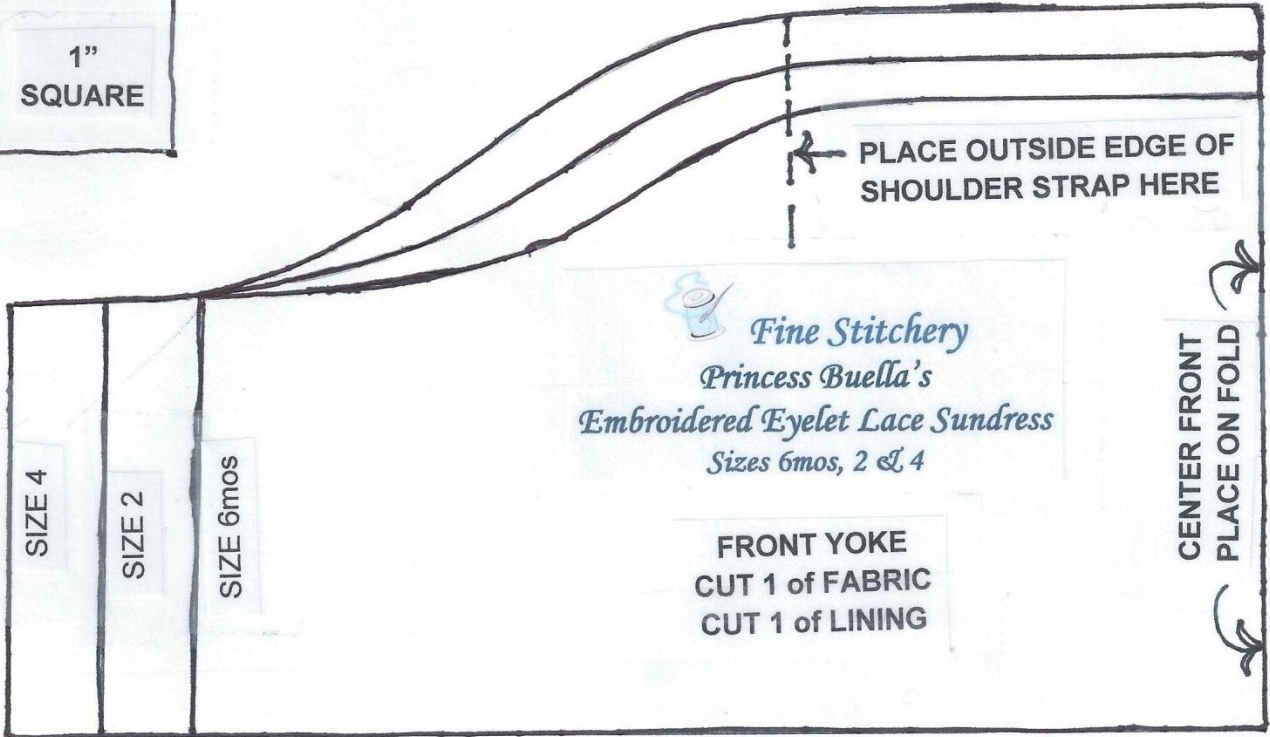 1”
SQUARE
PLACE OUTSIDE EDGE OF
SHOULDER STRAP HERE
Fine Stitchery
Princess Buella’s
Embroidered Eyelet Lace Sundress
Sizes 6mos, 2 & 4
FRONT YOKE
CUT 1 of FABRIC
CUT 1 of LINING
SIZE 4
SIZE 2
SIZE 6mos
CENTER FRONT
PLACE ON FOLD